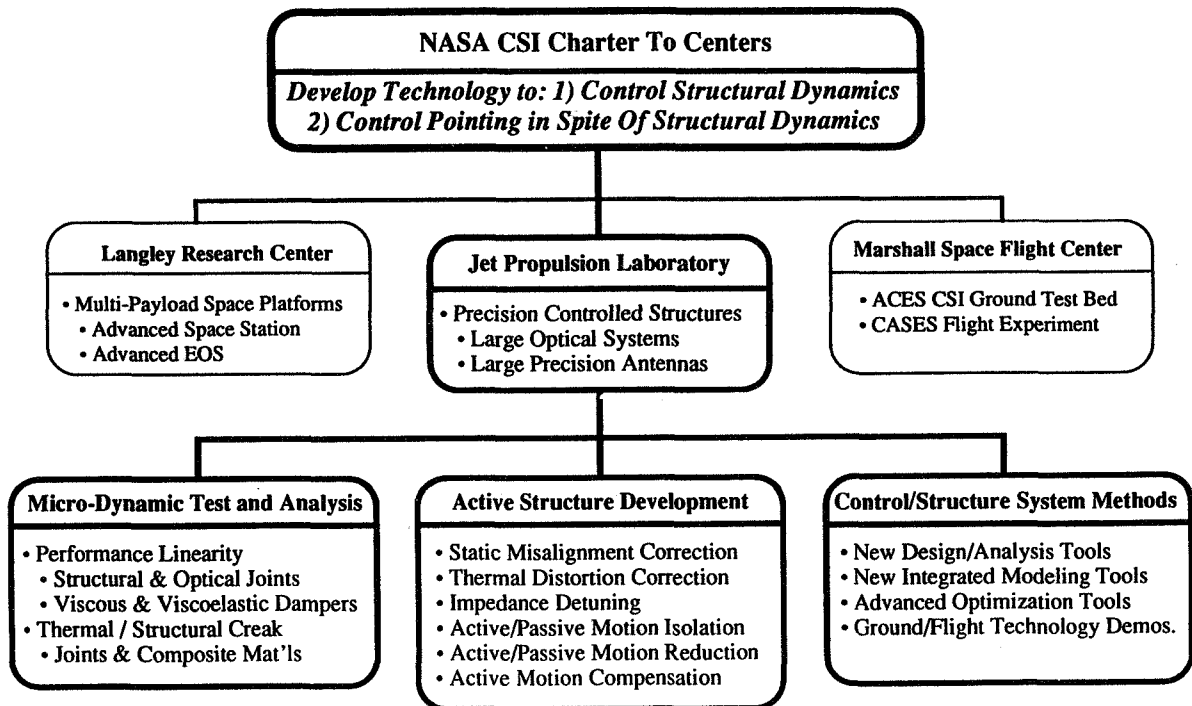 NASA CSI Charter To Centers
Develop Technology to: 1) Control Structural Dynamics
2) Control Pointing in Spite Of Structural Dynamics
Langley Research Center
• Multi-Payload Space Platforms
• Advanced Space Station
• Advanced EOS
Jet Propulsion Laboratory
• Precision Controlled Structures
• Large Optical Systems
• Large Precision Antennas
Marshall Space Flight Center
• ACES CSI Ground Test Bed
• CASES Flight Experiment
Micro-Dynamic Test and Analysis
• Performance Linearity
• Structural & Optical Joints
• Viscous & Viscoelastic Dampers
• Thermal / Structural Creak
• Joints & Composite Mat'ls
Active Structure Development
• Static Misalignment Correction
• Thermal Distortion Correction
• Impedance Detuning
• Active/Passive Motion Isolation
• Active/Passive Motion Reduction
• Active Motion Compensation
Control/Structure System Methods
• New Design/Analysis Tools
• New Integrated Modeling Tools
• Advanced Optimization Tools
• Ground/Flight Technology Demos.